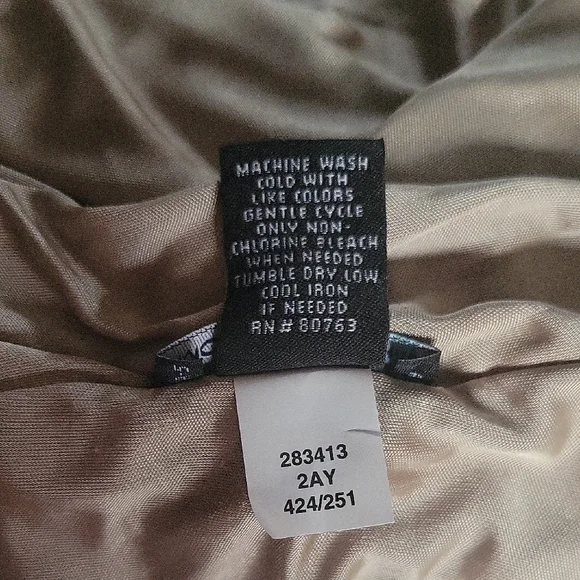 MACHINE WASH
COLD WITH
LIKE COLORS
GENTLE CYCLE
ONLY NON-
CHLORINE BLEACH
WHEN NEEDED
TUMBLE DRY LOW
COOL IRON
IF NEEDED
RN# 80763
283413
2AY
424/251